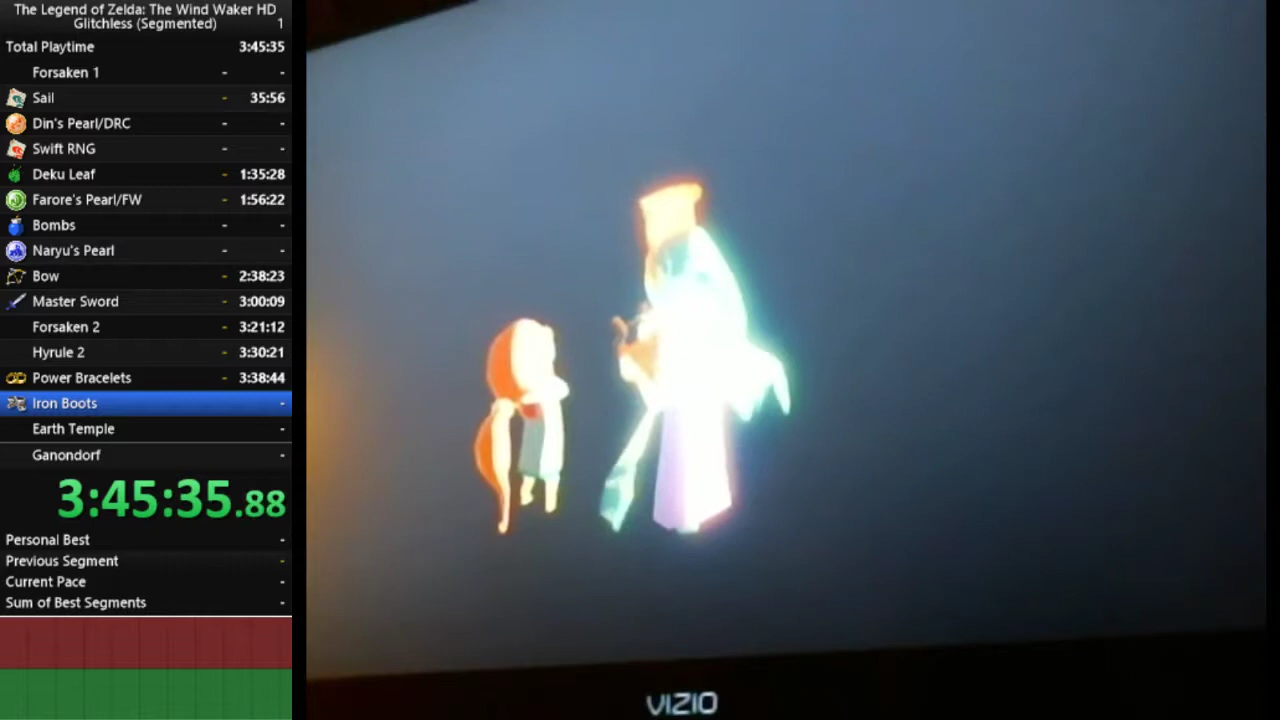 The Legend of Zelda: The Wind Waker HD
Glitchless (Segmented) 1
Total Playtime 3:45:35
Forsaken 1 - -
Sail - 35:56
Din's Pearl/DRC - -
Swift RNG - -
Deku Leaf - 1:35:28
Farore's Pearl/FW - 1:56:22
Bombs - -
Naryu's Pearl - -
Bow - 2:38:23
Master Sword - 3:00:09
Forsaken 2 - 3:21:12
Hyrule 2 - 3:30:21
Power Bracelets - 3:38:44
Iron Boots -
Earth Temple -
Ganondorf -
3:45:35.88
Personal Best -
Previous Segment -
Current Pace -
Sum of Best Segments -
VIZIO